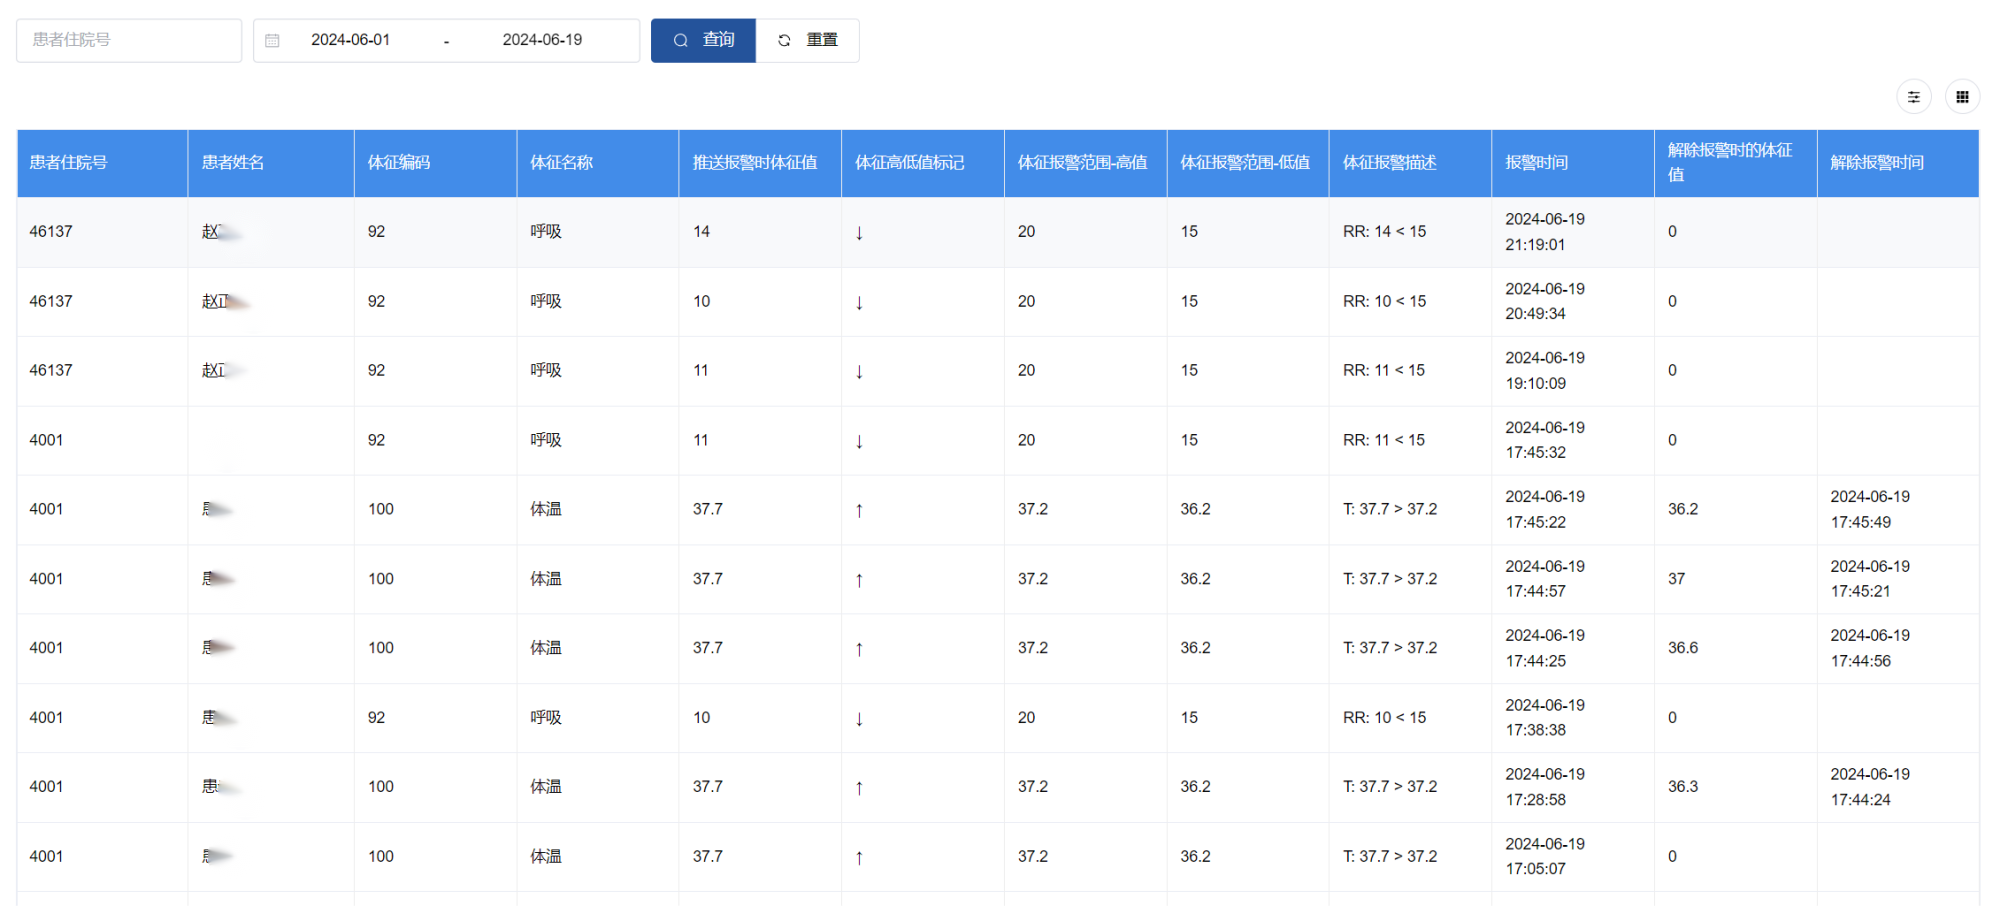 患者住院号 2024-06-01 - 2024-06-19 查询 重置
患者住院号 患者姓名 体征编码 体征名称 推送报警时体征值 体征高低值标记 体征报警范围-高值 体征报警范围-低值 体征报警描述 报警时间 解除报警时的体征值 解除报警时间
46137 赵 92 呼吸 14 ↓ 20 15 RR: 14 < 15 2024-06-19 21:19:01 0
46137 赵正 92 呼吸 10 ↓ 20 15 RR: 10 < 15 2024-06-19 20:49:34 0
46137 赵正 92 呼吸 11 ↓ 20 15 RR: 11 < 15 2024-06-19 19:10:09 0
4001 92 呼吸 11 ↓ 20 15 RR: 11 < 15 2024-06-19 17:45:32 0
4001 100 体温 37.7 ↑ 37.2 36.2 T: 37.7 > 37.2 2024-06-19 17:45:22 36.2 2024-06-19 17:45:49
4001 100 体温 37.7 ↑ 37.2 36.2 T: 37.7 > 37.2 2024-06-19 17:44:57 37 2024-06-19 17:45:21
4001 100 体温 37.7 ↑ 37.2 36.2 T: 37.7 > 37.2 2024-06-19 17:44:25 36.6 2024-06-19 17:44:56
4001 患 92 呼吸 10 ↓ 20 15 RR: 10 < 15 2024-06-19 17:38:38 0
4001 患 100 体温 37.7 ↑ 37.2 36.2 T: 37.7 > 37.2 2024-06-19 17:28:58 36.3 2024-06-19 17:44:24
4001 100 体温 37.7 ↑ 37.2 36.2 T: 37.7 > 37.2 2024-06-19 17:05:07 0